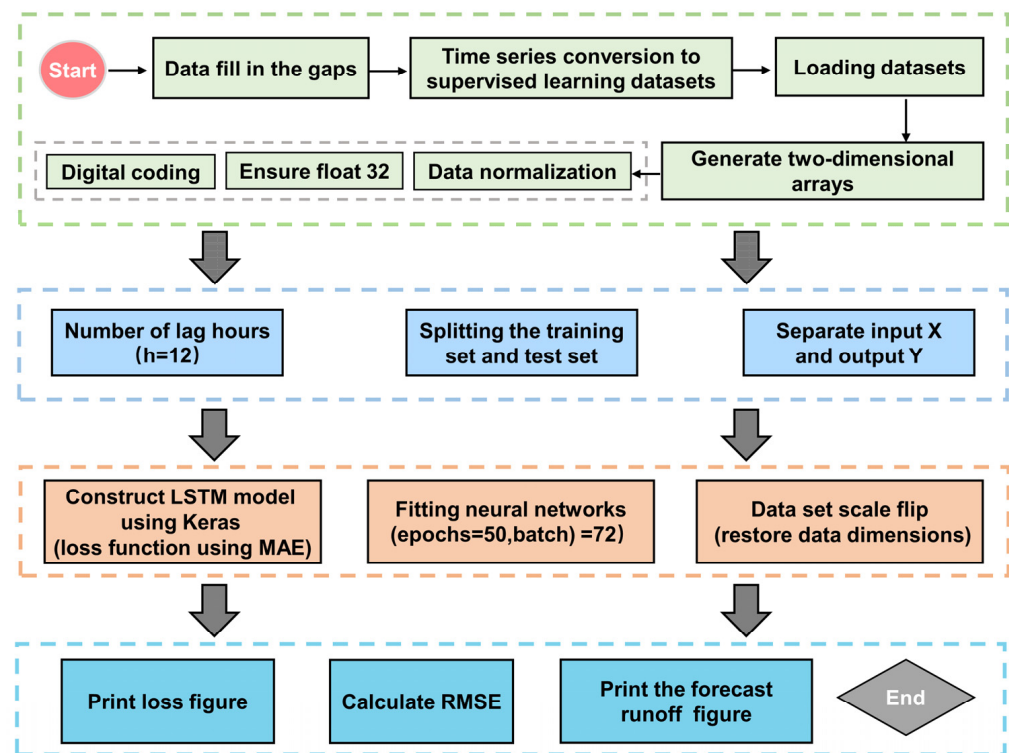 Start
Data fill in the gaps
Time series conversion to
supervised learning datasets
Loading datasets
Digital coding
Ensure float 32
Data normalization
Generate two-dimensional
arrays
Number of lag hours
(h=12)
Splitting the training
set and test set
Separate input X
and output Y
Construct LSTM model
using Keras
(loss function using MAE)
Fitting neural networks
(epochs=50,batch) =72)
Data set scale flip
(restore data dimensions)
Print loss figure
Calculate RMSE
Print the forecast
runoff figure
End